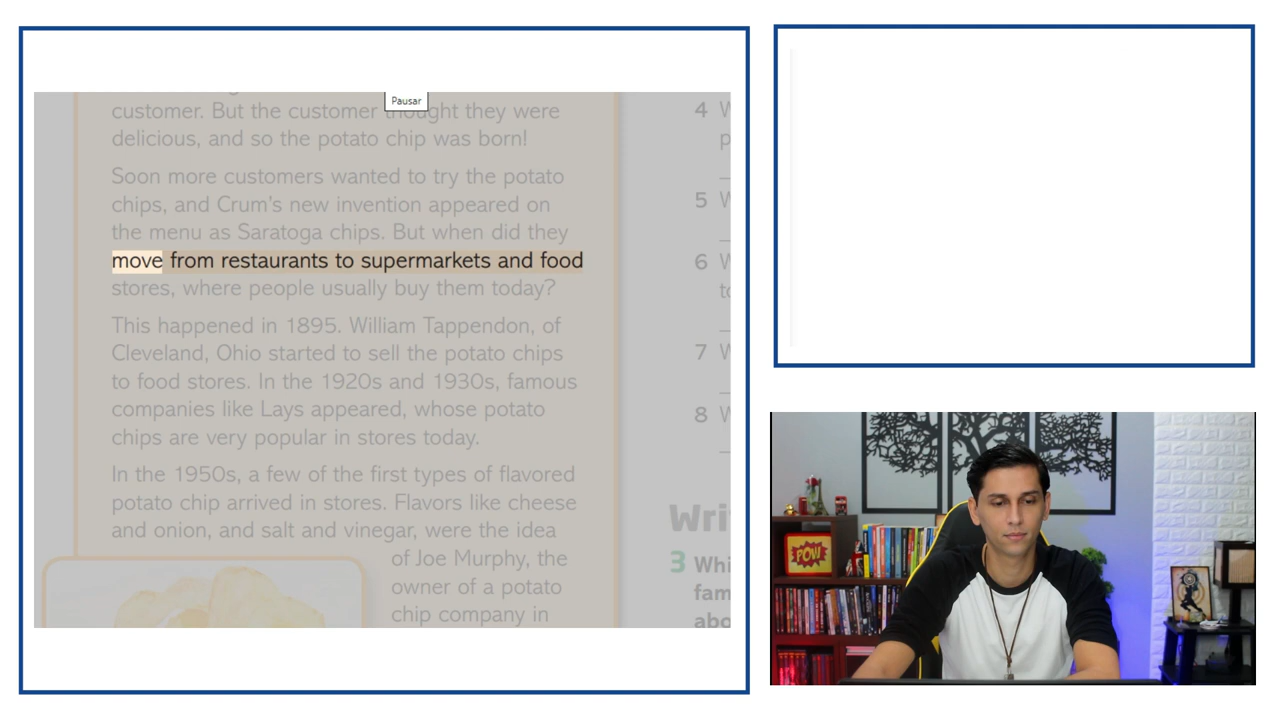 Pausar
customer. But the customer thought they were
delicious, and so the potato chip was born!
Soon more customers wanted to try the potato
chips, and Crum's new invention appeared on
the menu as Saratoga chips. But when did they
move from restaurants to supermarkets and food
stores, where people usually buy them today?
This happened in 1895. William Tappendon, of
Cleveland, Ohio started to sell the potato chips
to food stores. In the 1920s and 1930s, famous
companies like Lays appeared, whose potato
chips are very popular in stores today.
In the 1950s, a few of the first types of flavored
potato chip arrived in stores. Flavors like cheese
and onion, and salt and vinegar, were the idea
of Joe Murphy, the
owner of a potato
chip company in
4
5
6
7
8
3
POW